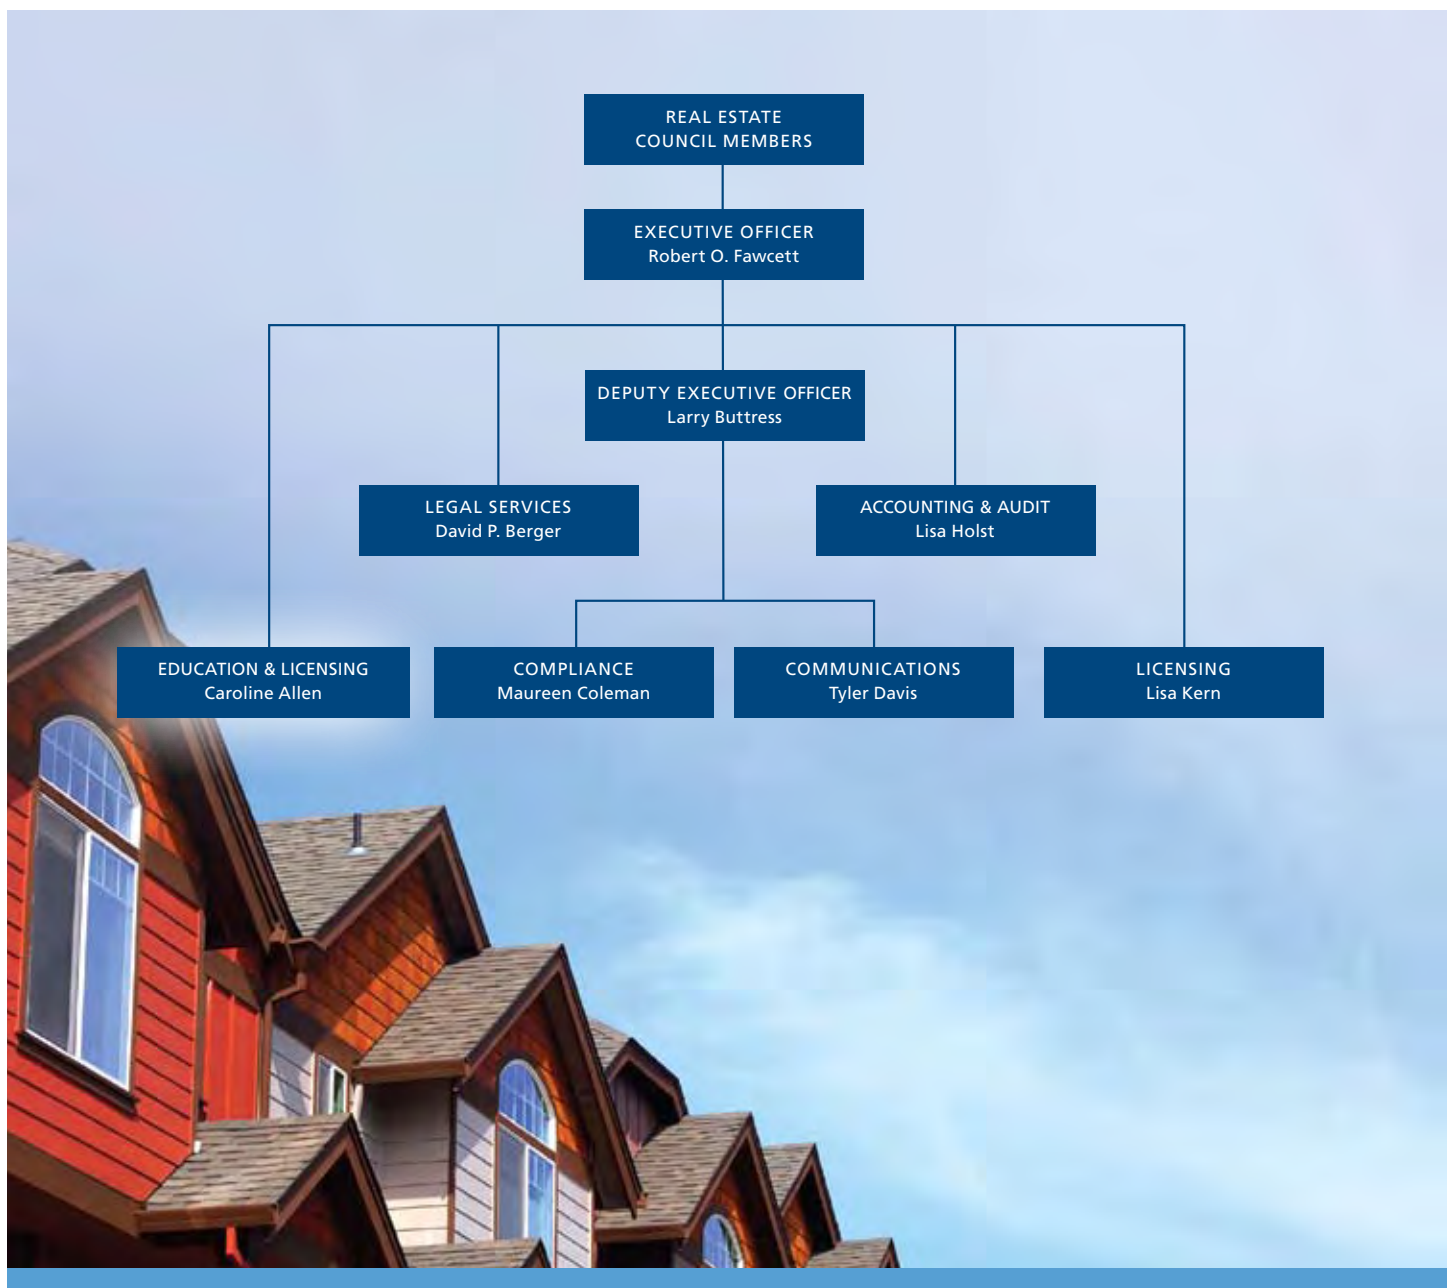 REAL ESTATE
COUNCIL MEMBERS
EXECUTIVE OFFICER
Robert O. Fawcett
DEPUTY EXECUTIVE OFFICER
Larry Buttress
LEGAL SERVICES
David P. Berger
ACCOUNTING & AUDIT
Lisa Holst
EDUCATION & LICENSING
Caroline Allen
COMPLIANCE
Maureen Coleman
COMMUNICATIONS
Tyler Davis
LICENSING
Lisa Kern